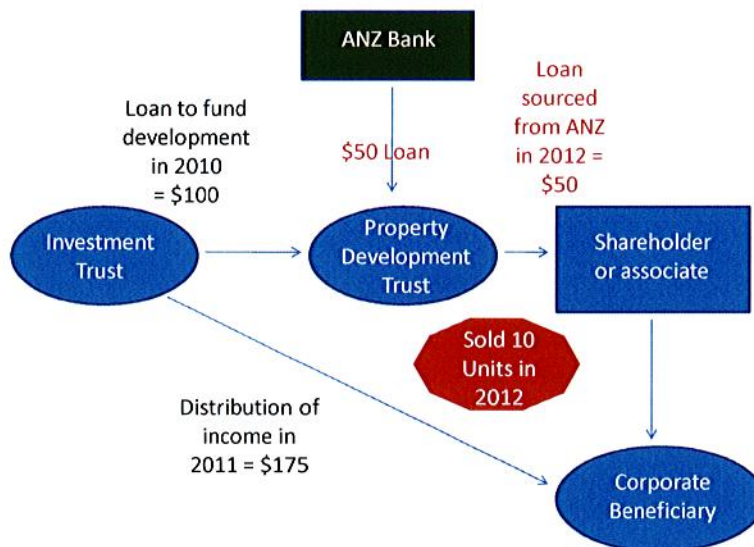 ANZ Bank
Loan
sourced
from ANZ
in 2012 =
$50
Loan to fund
development
in 2010
= $100
$50 Loan
Investment
Trust
Property
Development
Trust
Shareholder
or associate
Sold 10
Units in
2012
Distribution of
income in
2011 = $175
Corporate
Beneficiary